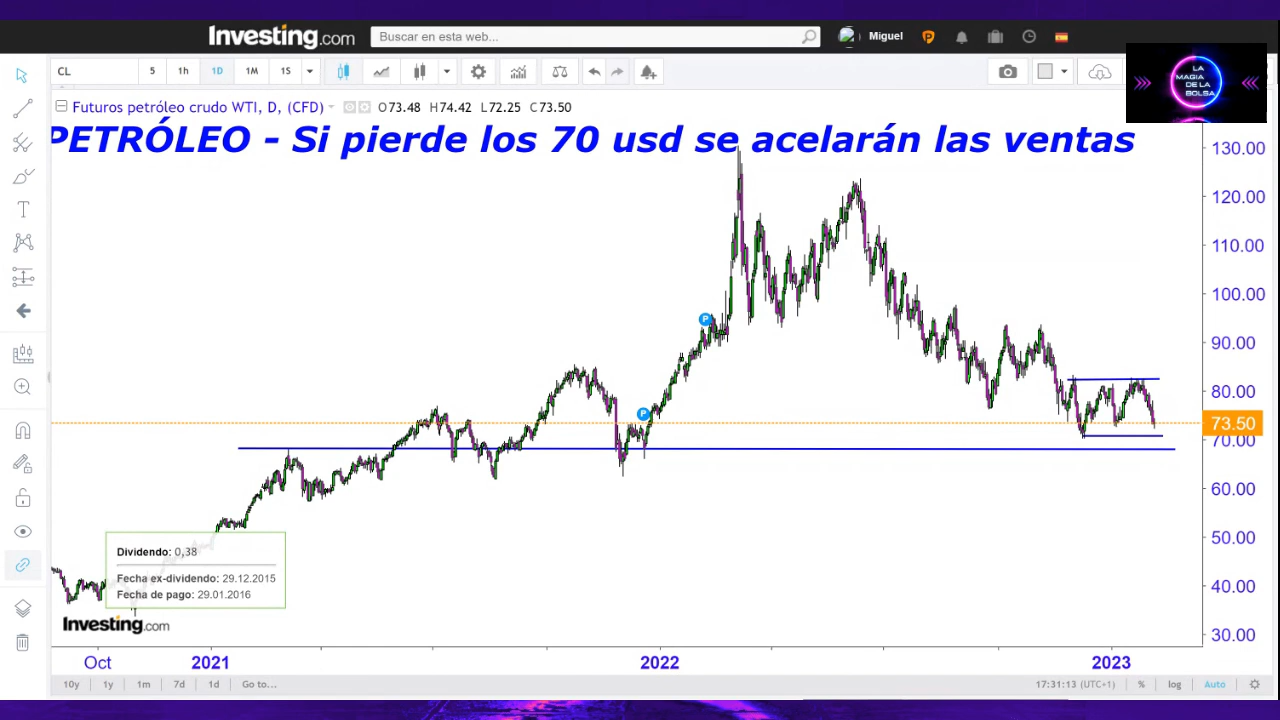 Investing.com
Buscar en esta web...
Miguel
P
LA
MAGIA
DE LA
BOLSA
CL
5
1h
1D
1M
1S
Futuros petróleo crudo WTI, D, (CFD)
O73.48 H74.42 L72.25 C73.50
PETRÓLEO - Si pierde los 70 usd se acelarán las ventas
130.00
120.00
110.00
100.00
90.00
80.00
73.50
70.00
60.00
50.00
40.00
30.00
P
P
Dividendo: 0,38
Fecha ex-dividendo: 29.12.2015
Fecha de pago: 29.01.2016
Investing.com
Oct 2021 2022 2023
10y 1y 1m 7d 1d Go to... 17:31:13 (UTC+1) % log Auto